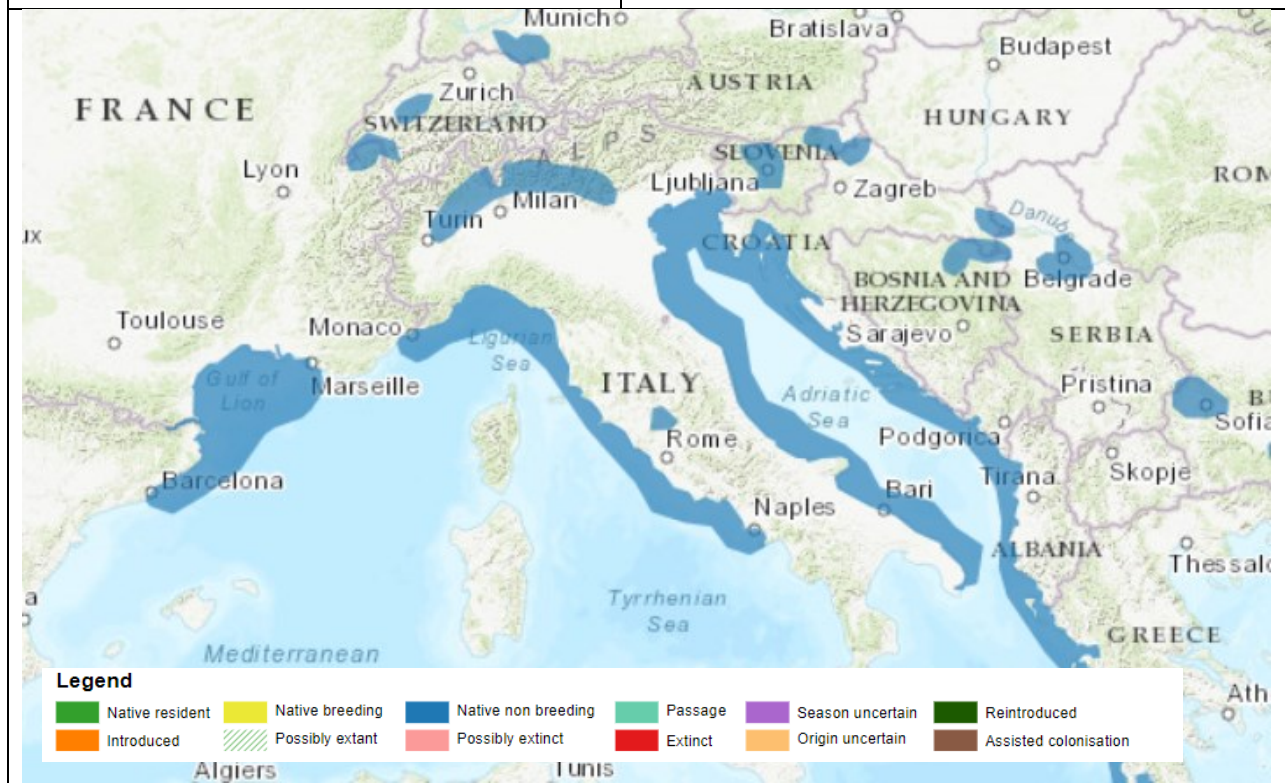 Munich
Bratislava
Budapest
Zurich
AUSTRIA
FRANCE
SWITZERLAND
HUNGARY
ALPS
SLOVENIA
Lyon
Ljubljana
Zagreb
Milan
Turin
Danub
CROATIA
BOSNIA AND
HERZEGOVINA
Belgrade
Toulouse
Monaco
Ligurian
Sea
Sarajevo
SERBIA
Gulf of
Lion
Marseille
ITALY
Adriatic
Sea
Pristina
Sofia
Rome
Podgorica
Skopje
Barcelona
Tirana
Bari
Naples
ALBANIA
Tyrrhenian
Sea
GREECE
Mediterranean
Legend
Native resident
Native breeding
Native non breeding
Passage
Season uncertain
Reintroduced
Introduced
Possibly extant
Possibly extinct
Extinct
Origin uncertain
Assisted colonisation
Ath
Algiers
Tunis